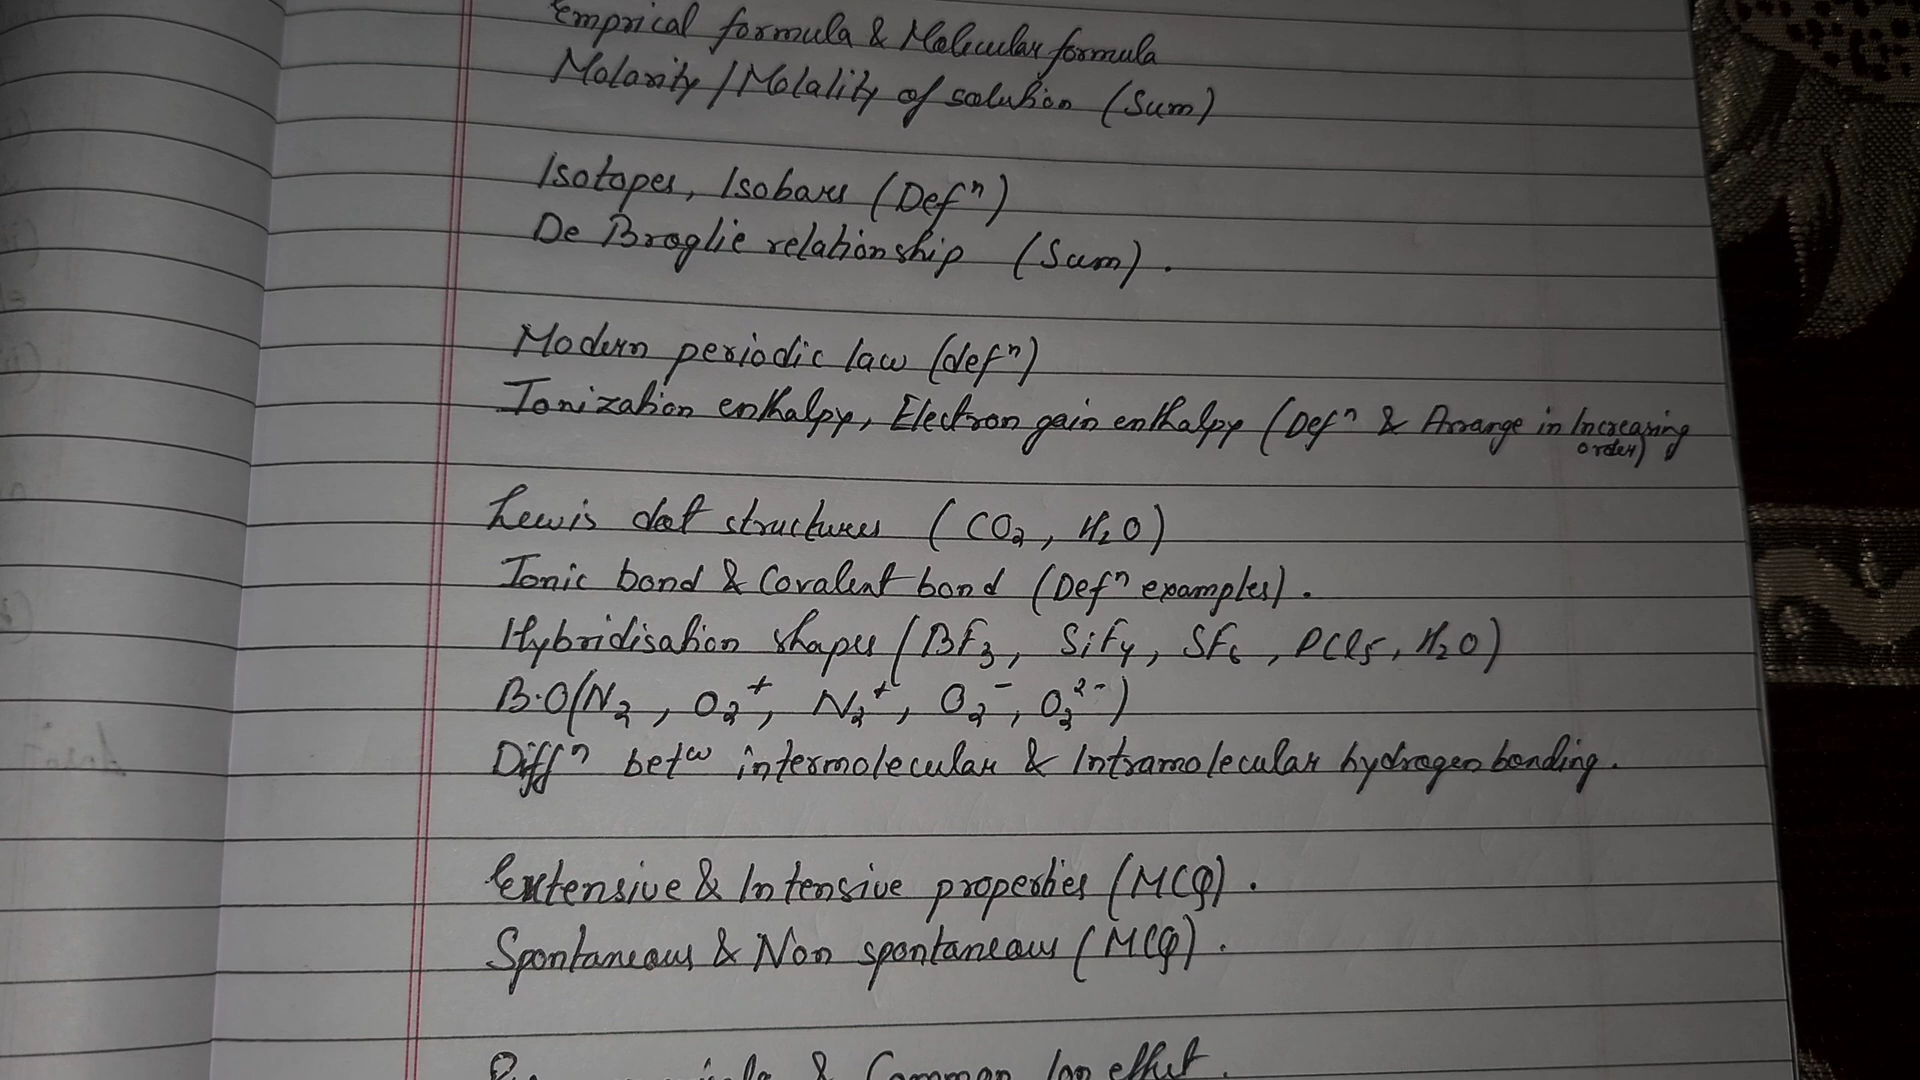 Emprical formula & Molecular formula
Molarity / Molality of solution (Sum)
Isotopes, Isobars (Defⁿ)
De Broglie relationship (Sum).
Modern periodic law (defⁿ)
Ionization enthalpy, Electron gain enthalpy (Defⁿ & Arrange in Increasing
order)
Lewis dot structures (CO₂, H₂O)
Ionic bond & Covalent bond (Defⁿ examples).
Hybridisation shapes (BF₃, SiF₄, SF₆, PCl₅, H₂O)
B.O(N₂, O₂⁺, N₂⁺, O₂⁻, O₂²⁻)
Diffⁿ betʷ intermolecular & Intramolecular hydrogen bonding.
Extensive & Intensive properties (MCQ).
Spontaneous & Non spontaneous (MCQ).
& Common Ion effect.